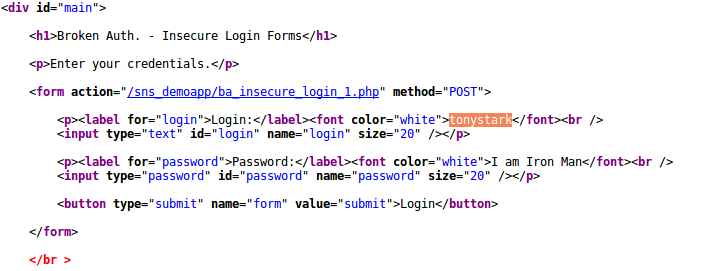 <div id="main">
<h1>Broken Auth. - Insecure Login Forms</h1>
<p>Enter your credentials.</p>
<form action="/sns_demoapp/ba_insecure_login_1.php" method="POST">
<p><label for="login">Login:</label><font color="white">tonystark</font><br />
<input type="text" id="login" name="login" size="20" /></p>
<p><label for="password">Password:</label><font color="white">I am Iron Man</font><br />
<input type="password" id="password" name="password" size="20" /></p>
<button type="submit" name="form" value="submit">Login</button>
</form>
</br >